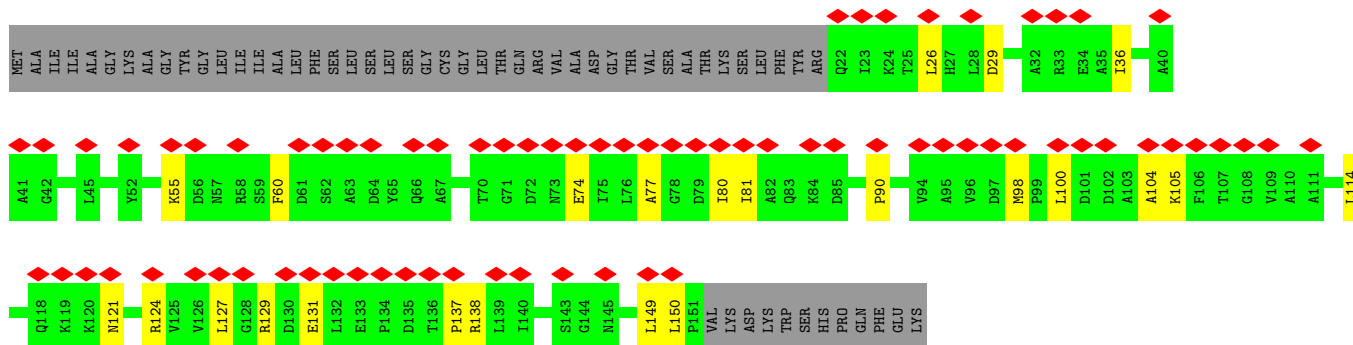 MET ALA ILE ILE ALA GLY LYS ALA GLY TYR GLY LEU ILE ILE ALA LEU PHE SER LEU SER LEU SER GLY CYS GLY LEU THR GLN ARG VAL ALA ASP GLY THR VAL SER ALA THR LYS SER LEU PHE TYR ARG Q22 I23 K24 T25 L26 H27 L28 D29 A32 R33 E34 A35 I36 A40
A41 G42 L45 Y52 K55 D56 N57 R58 S59 F60 D61 S62 A63 D64 Y65 Q66 A67 T70 G71 D72 N73 E74 I75 L76 A77 G78 D79 I80 I81 A82 Q83 K84 D85 P90 V94 A95 V96 D97 M98 P99 L100 D101 D102 A103 A104 K105 F106 T107 G108 V109 A110 A111 L114
Q118 K119 K120 N121 R124 V125 V126 L127 G128 R129 D130 E131 L132 E133 P134 D135 T136 P137 R138 L139 I140 S143 G144 N145 L149 L150 P151 VAL LYS ASP LYS TRP SER HIS PRO GLN PHE GLU LYS